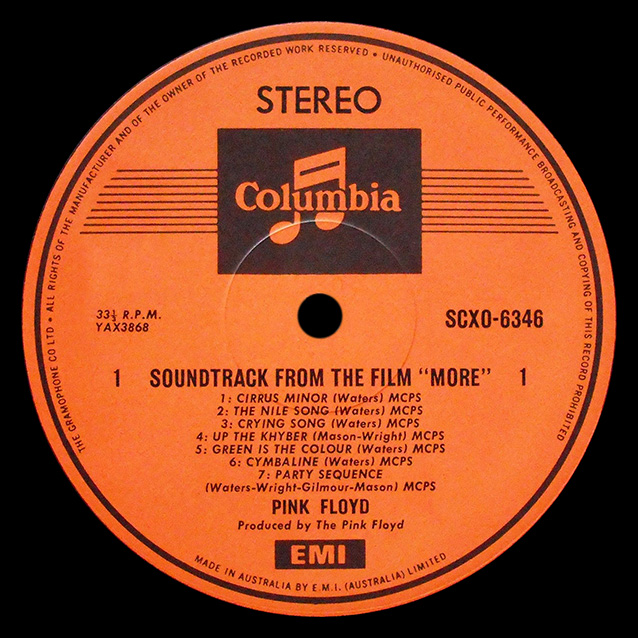 THE GRAMOPHONE CO LTD • ALL RIGHTS OF THE MANUFACTURER AND OF THE OWNER OF THE RECORDED WORK RESERVED • UNAUTHORISED PUBLIC PERFORMANCE BROADCASTING AND COPYING OF THIS RECORD PROHIBITED
STEREO
Columbia
33⅓ R.P.M.
YAX3868
SCXO-6346
1 SOUNDTRACK FROM THE FILM "MORE" 1
1: CIRRUS MINOR (Waters) MCPS
2: THE NILE SONG (Waters) MCPS
3: CRYING SONG (Waters) MCPS
4: UP THE KHYBER (Mason-Wright) MCPS
5: GREEN IS THE COLOUR (Waters) MCPS
6: CYMBALINE (Waters) MCPS
7: PARTY SEQUENCE
(Waters-Wright-Gilmour-Mason) MCPS
PINK FLOYD
Produced by The Pink Floyd
EMI
MADE IN AUSTRALIA BY E.M.I. (AUSTRALIA) LIMITED